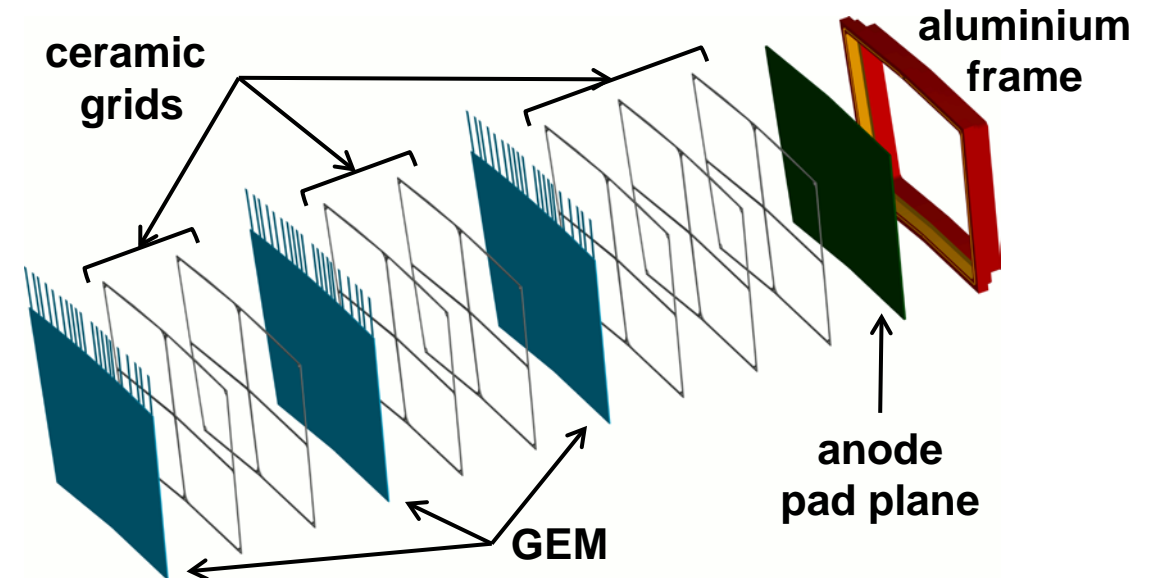 ceramic
grids
aluminium
frame
anode
pad plane
GEM